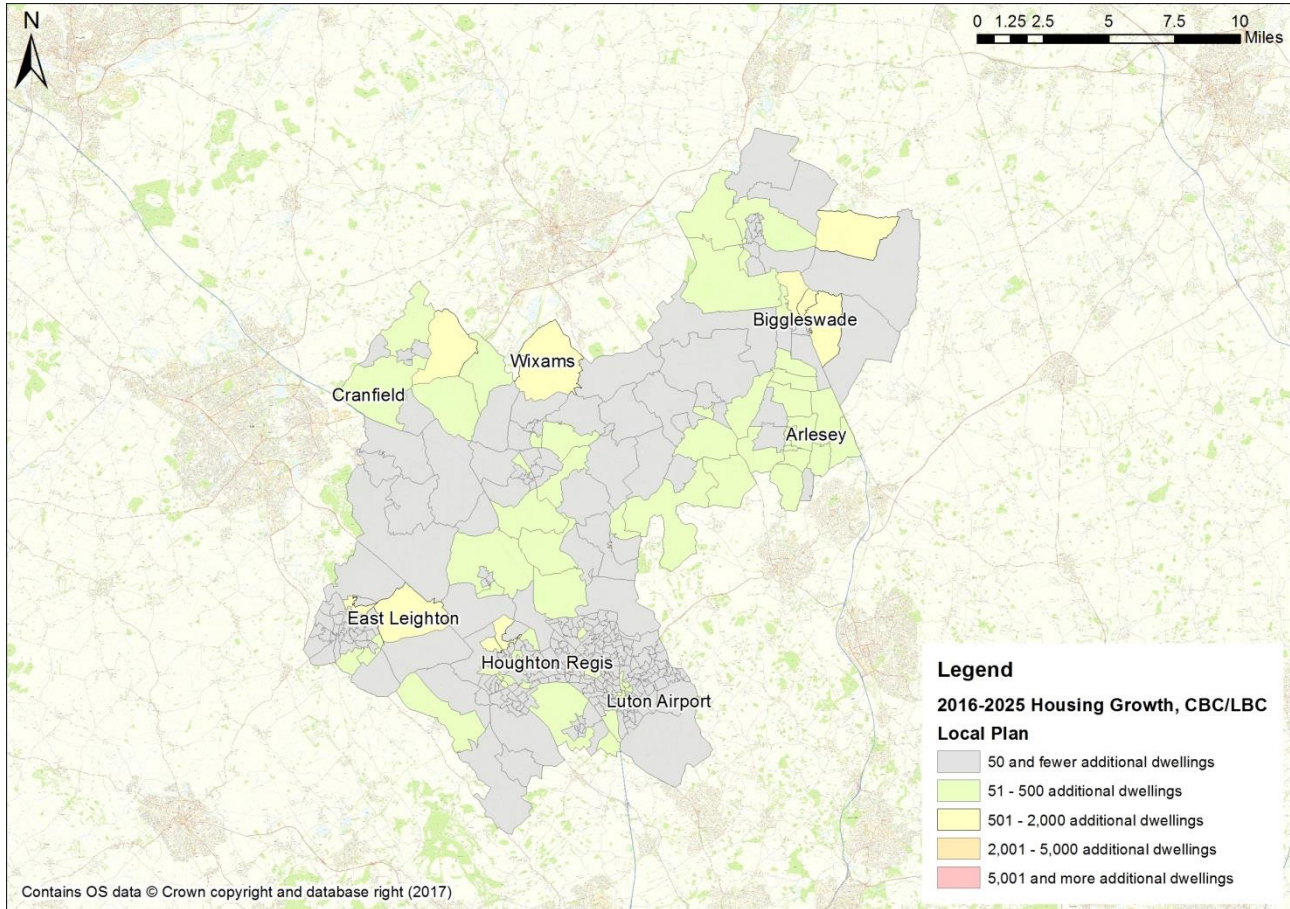 N
0 1.25 2.5 5 7.5 10
Miles
Biggleswade
Wixams
Cranfield
Arlesey
East Leighton
Houghton Regis
Luton Airport
Legend
2016-2025 Housing Growth, CBC/LBC
Local Plan
50 and fewer additional dwellings
51 - 500 additional dwellings
501 - 2,000 additional dwellings
2,001 - 5,000 additional dwellings
5,001 and more additional dwellings
Contains OS data © Crown copyright and database right (2017)